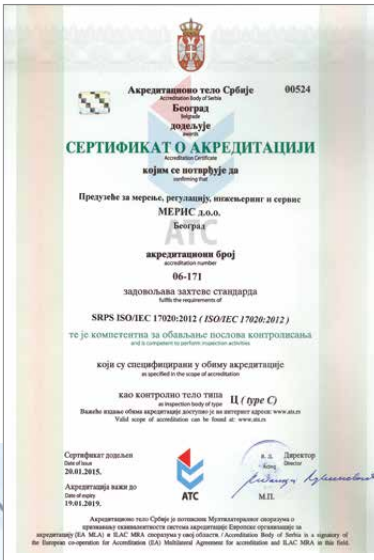 Акредитационо тело Србије 00524
Accreditation Body of Serbia
Београд
Belgrade
додељује
awards
СЕРТИФИКАТ О АКРЕДИТАЦИЈИ
Accreditation Certificate
којим се потврђује да
confirming that
Предузеће за мерење, регулацију, инжењеринг и сервис
МЕРИС д.о.о.
Београд
ATC
акредитациони број
accreditation number
06-171
задовољава захтеве стандарда
fulfils the requirements of
SRPS ISO/IEC 17020:2012 ( ISO/IEC 17020:2012 )
те је компетентна за обављање послова контролисања
and is competent to perform inspection activities
који су специфицирани у обиму акредитације
as specified in the scope of accreditation
као контролно тело типа Ц ( type C )
as inspection body of type
Важеће издање обима акредитације доступно је на интернет адреси: www.ats.rs
Valid scope of accreditation can be found at: www.ats.rs
Сертификат додељен
Date of issue
20.01.2015.
Акредитација важи до
Date of expiry
19.01.2019.
ATC
Директор
Director
М.П.
Акредитационо тело Србије је потписник Мултилатералног споразума о
признавању еквивалентности система акредитације Европске организације за
акредитацију (EA MLA) и ILAC MRA споразума у овој области. / Accreditation Body of Serbia is a signatory of
the European co-operation for Accreditation (EA) Multilateral Agreement for accreditation and ILAC MRA in this field.